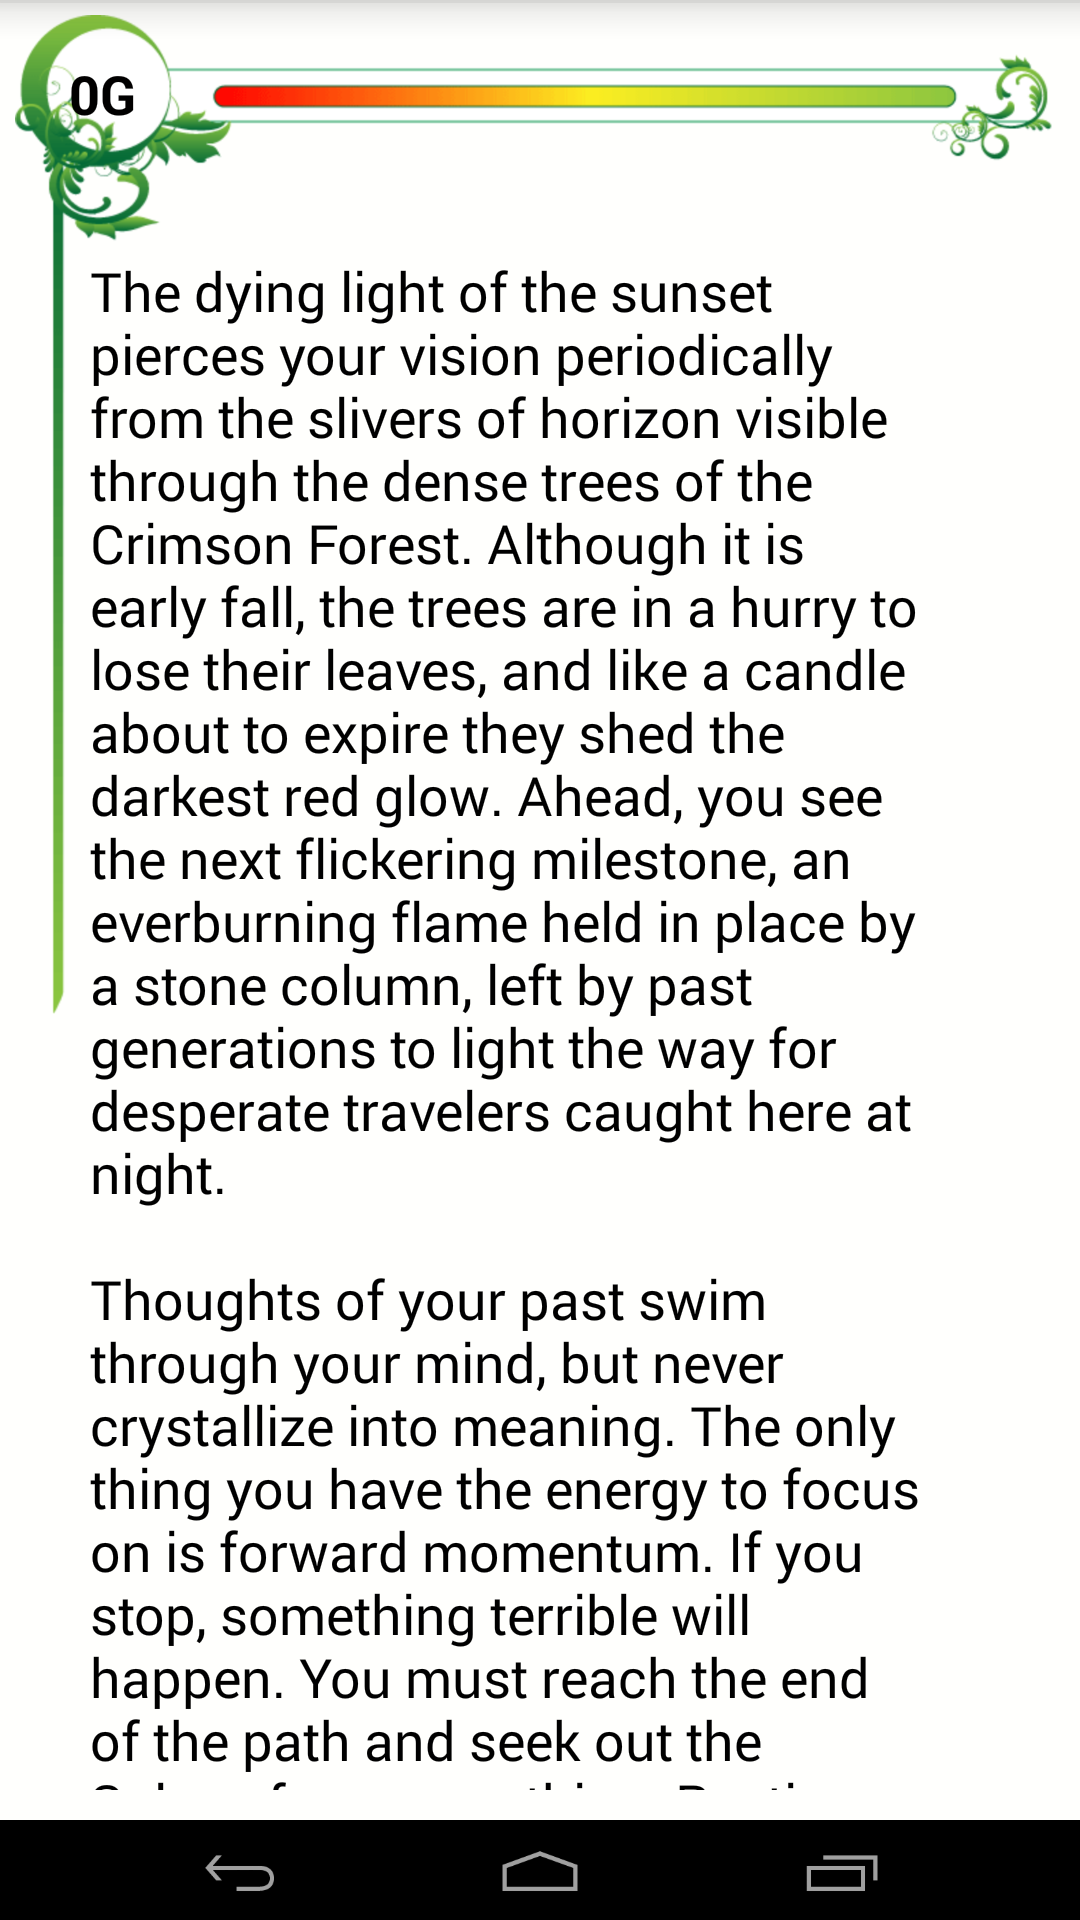 0G
The dying light of the sunset
pierces your vision periodically
from the slivers of horizon visible
through the dense trees of the
Crimson Forest. Although it is
early fall, the trees are in a hurry to
lose their leaves, and like a candle
about to expire they shed the
darkest red glow. Ahead, you see
the next flickering milestone, an
everburning flame held in place by
a stone column, left by past
generations to light the way for
desperate travelers caught here at
night.
Thoughts of your past swim
through your mind, but never
crystallize into meaning. The only
thing you have the energy to focus
on is forward momentum. If you
stop, something terrible will
happen. You must reach the end
of the path and seek out the